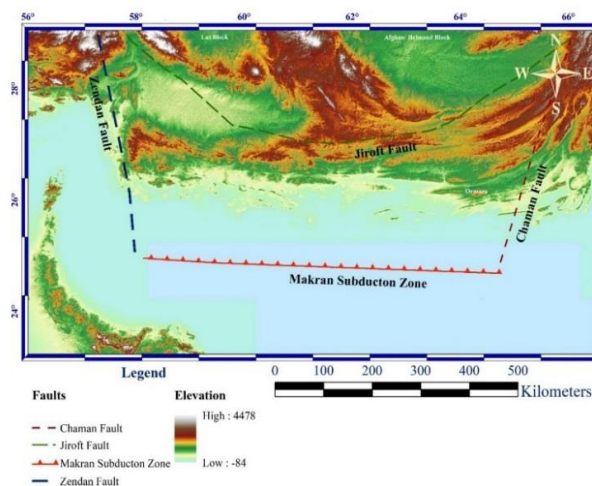 56° 58° 60° 62° 64° 66°
Lut Block
Afghan Helmand Block
N
W E
S
28°
26°
24°
Zendan Fault
Jiroft Fault
Chaman Fault
Makran Subducton Zone
Legend
Faults
Chaman Fault
Jiroft Fault
Makran Subducton Zone
Zendan Fault
Elevation
High : 4478
Low : -84
0 100 200 300 400 500
Kilometers